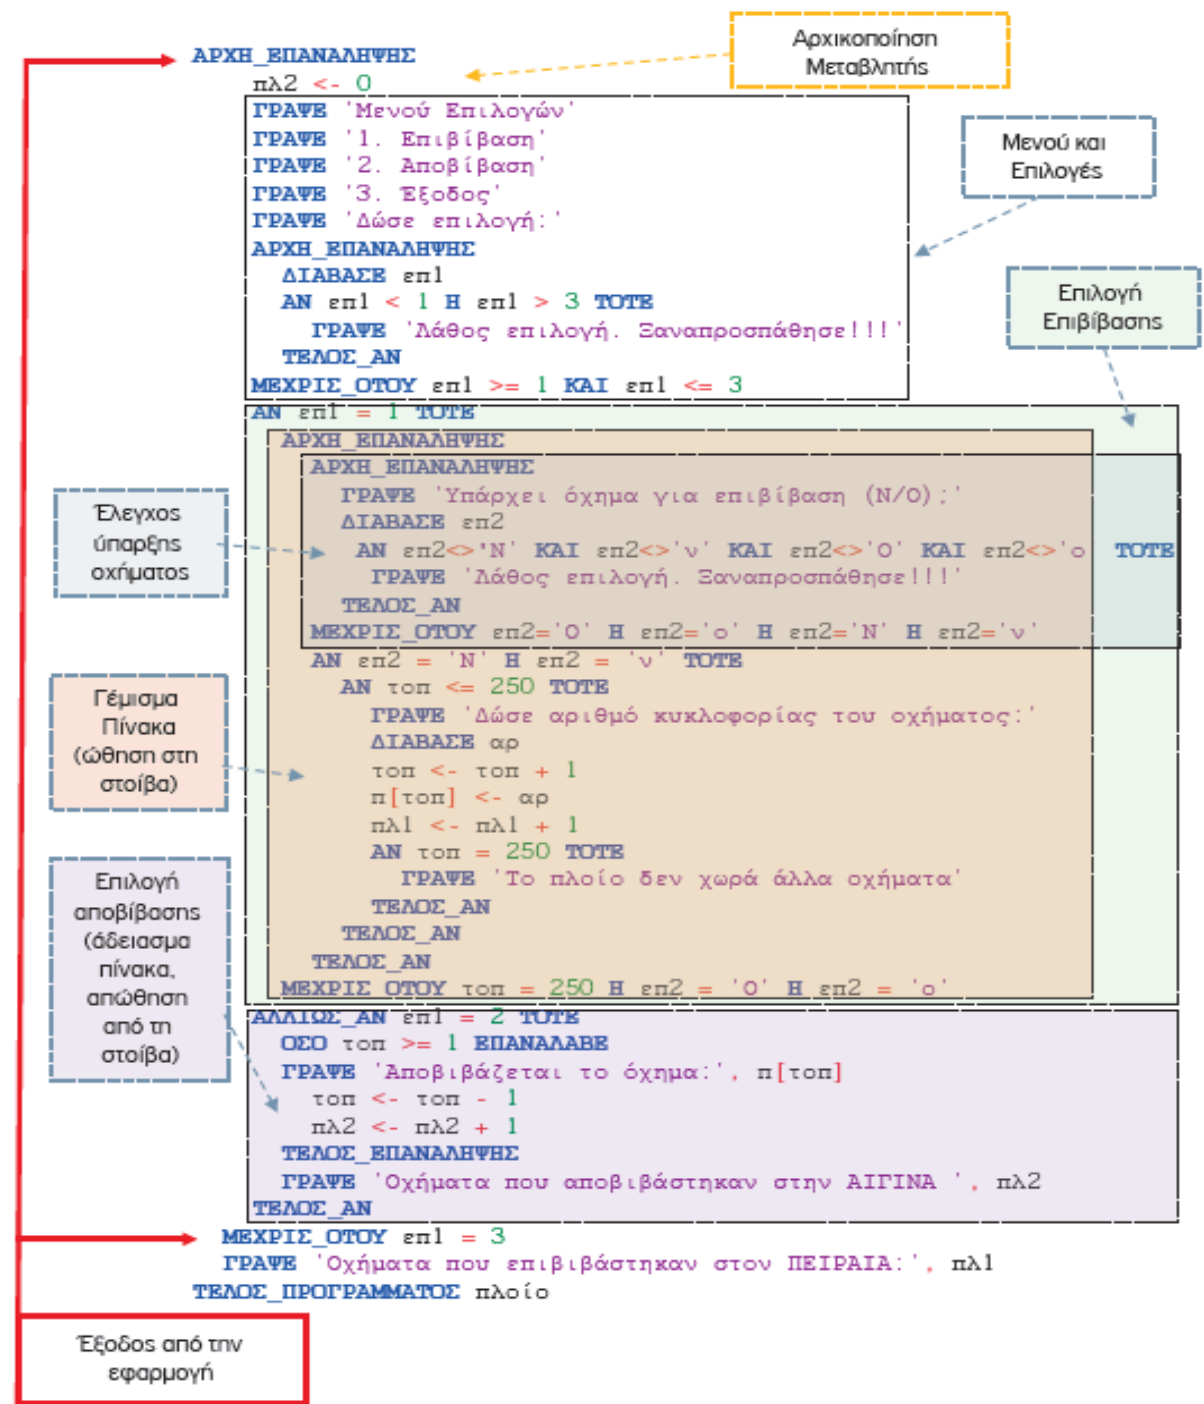 Αρχικοποίηση
Μεταβλητής
ΑΡΧΗ_ΕΠΑΝΑΛΗΨΗΣ
πλ2 <- 0
ΓΡΑΨΕ 'Μενού Επιλογών'
ΓΡΑΨΕ '1. Επιβίβαση'
ΓΡΑΨΕ '2. Αποβίβαση'
ΓΡΑΨΕ '3. Έξοδος'
ΓΡΑΨΕ 'Δώσε επιλογή:'
ΑΡΧΗ_ΕΠΑΝΑΛΗΨΗΣ
ΔΙΑΒΑΣΕ επ1
ΑΝ επ1 < 1 Η επ1 > 3 ΤΟΤΕ
ΓΡΑΨΕ 'Λάθος επιλογή. Ξαναπροσπάθησε!!!'
ΤΕΛΟΣ_ΑΝ
ΜΕΧΡΙΣ_ΟΤΟΥ επ1 >= 1 ΚΑΙ επ1 <= 3
Μενού και
Επιλογές
Επιλογή
Επιβίβασης
ΑΝ επ1 = 1 ΤΟΤΕ
ΑΡΧΗ_ΕΠΑΝΑΛΗΨΗΣ
ΑΡΧΗ_ΕΠΑΝΑΛΗΨΗΣ
ΓΡΑΨΕ 'Υπάρχει όχημα για επιβίβαση (Ν/Ο);'
ΔΙΑΒΑΣΕ επ2
ΑΝ επ2<>'Ν' ΚΑΙ επ2<>'ν' ΚΑΙ επ2<>'Ο' ΚΑΙ επ2<>'ο ΤΟΤΕ
ΓΡΑΨΕ 'Λάθος επιλογή. Ξαναπροσπάθησε!!!'
ΤΕΛΟΣ_ΑΝ
ΜΕΧΡΙΣ_ΟΤΟΥ επ2='Ο' Η επ2='ο' Η επ2='Ν' Η επ2='ν'
Έλεγχος
ύπαρξης
οχήματος
ΑΝ επ2 = 'Ν' Η επ2 = 'ν' ΤΟΤΕ
ΑΝ τοπ <= 250 ΤΟΤΕ
ΓΡΑΨΕ 'Δώσε αριθμό κυκλοφορίας του οχήματος:'
ΔΙΑΒΑΣΕ αρ
τοπ <- τοπ + 1
π[τοπ] <- αρ
πλ1 <- πλ1 + 1
ΑΝ τοπ = 250 ΤΟΤΕ
ΓΡΑΨΕ 'Το πλοίο δεν χωρά άλλα οχήματα'
ΤΕΛΟΣ_ΑΝ
ΤΕΛΟΣ_ΑΝ
ΤΕΛΟΣ_ΑΝ
ΜΕΧΡΙΣ_ΟΤΟΥ τοπ = 250 Η επ2 = 'Ο' Η επ2 = 'ο'
Γέμισμα
Πίνακα
(ώθηση στη
στοίβα)
Επιλογή
αποβίβασης
(άδειασμα
πίνακα,
απώθηση
από τη
στοίβα)
ΑΛΛΙΩΣ_ΑΝ επ1 = 2 ΤΟΤΕ
ΟΣΟ τοπ >= 1 ΕΠΑΝΑΛΑΒΕ
ΓΡΑΨΕ 'Αποβιβάζεται το όχημα:', π[τοπ]
τοπ <- τοπ - 1
πλ2 <- πλ2 + 1
ΤΕΛΟΣ_ΕΠΑΝΑΛΗΨΗΣ
ΓΡΑΨΕ 'Οχήματα που αποβιβάστηκαν στην ΑΙΓΙΝΑ ', πλ2
ΤΕΛΟΣ_ΑΝ
ΜΕΧΡΙΣ_ΟΤΟΥ επ1 = 3
ΓΡΑΨΕ 'Οχήματα που επιβιβάστηκαν στον ΠΕΙΡΑΙΑ:', πλ1
ΤΕΛΟΣ_ΠΡΟΓΡΑΜΜΑΤΟΣ πλοίο
Έξοδος από την
εφαρμογή